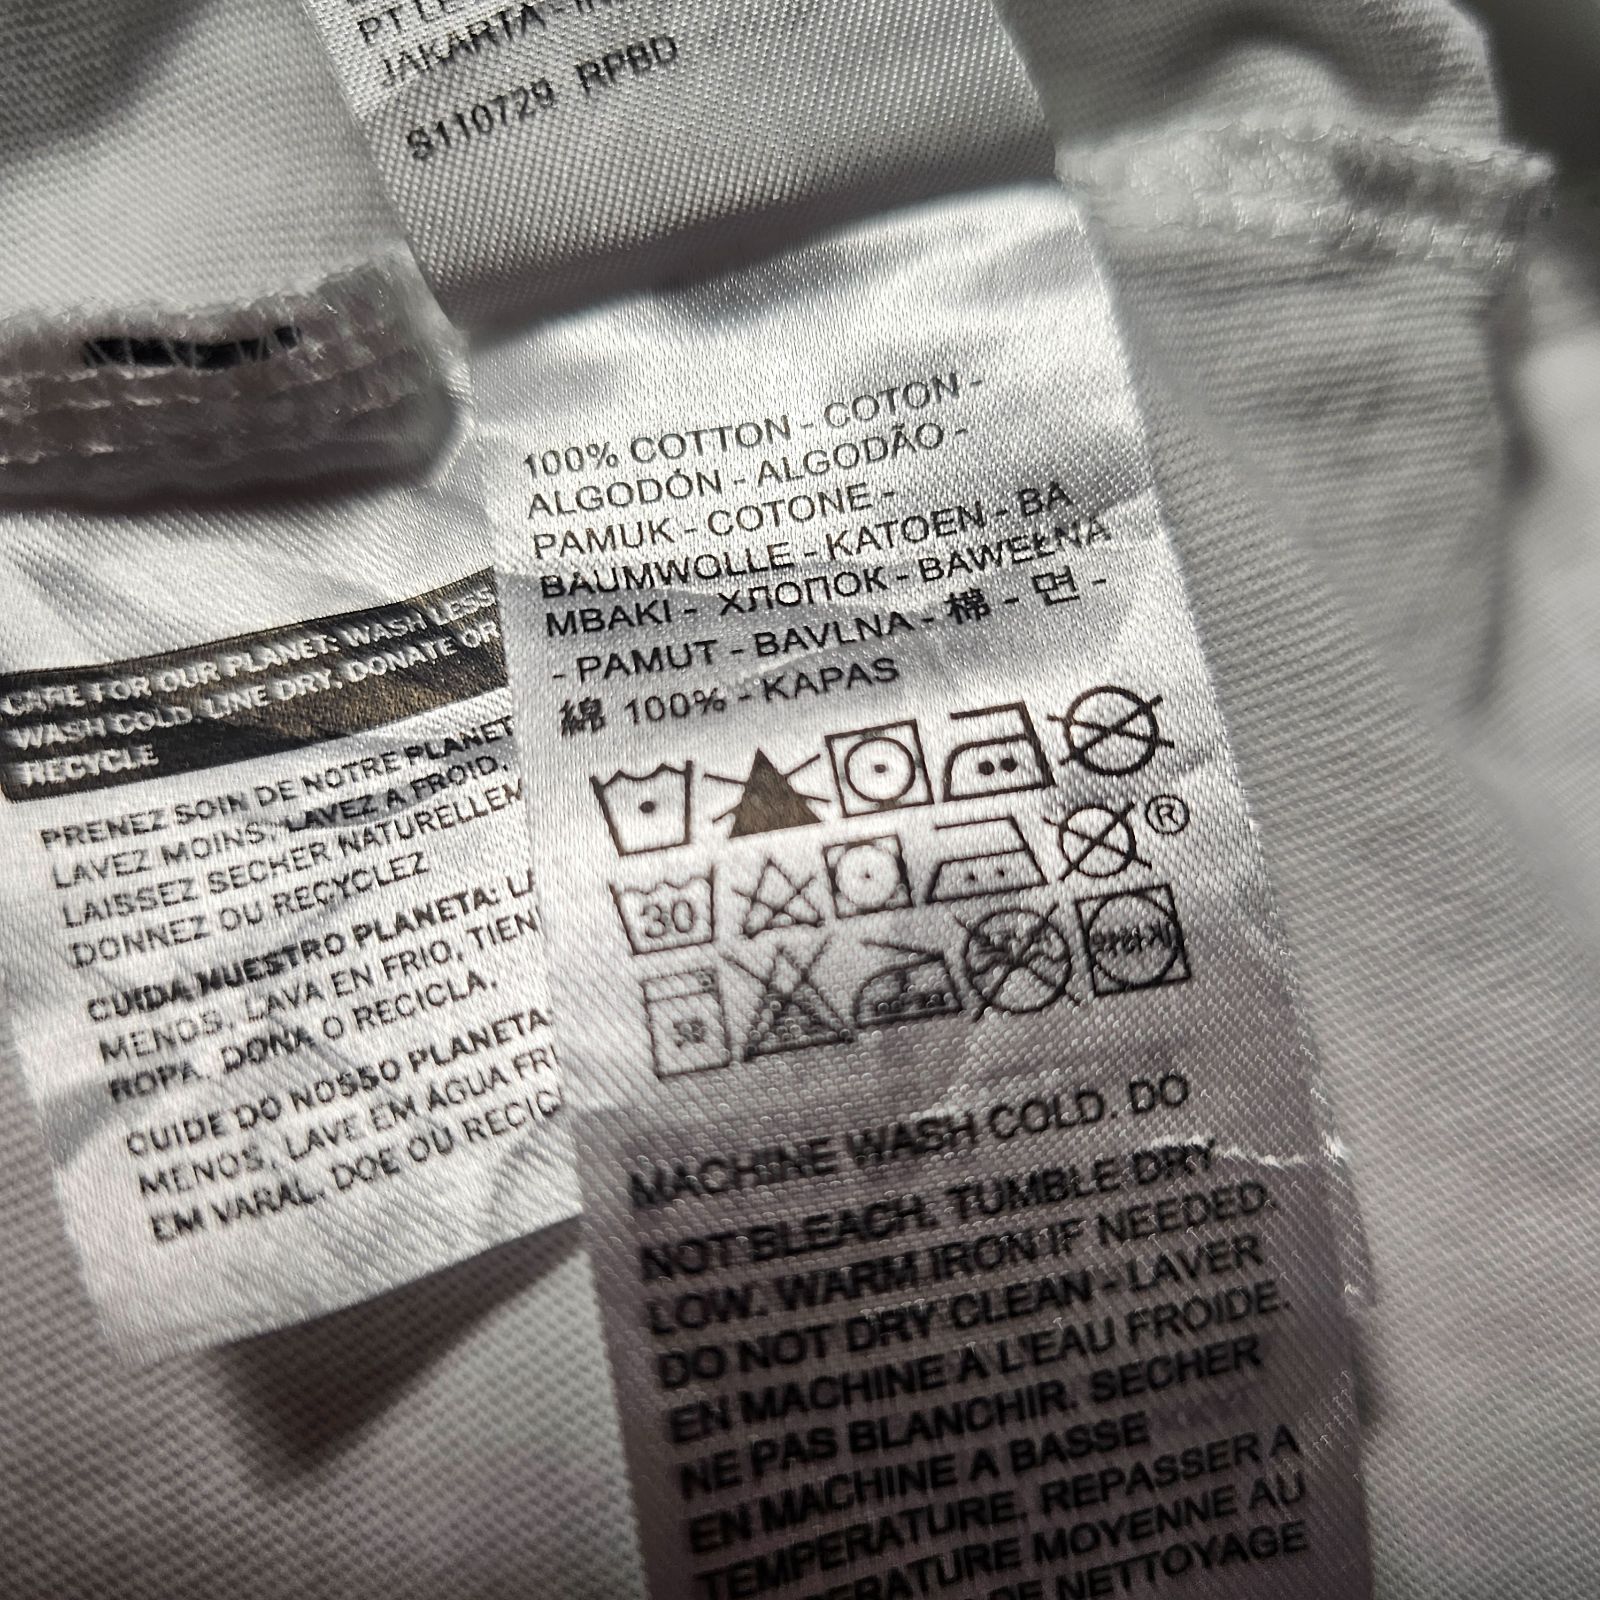 JAKARTA -
S110729 RPBD
100% COTTON - COTON -
ALGODÓN - ALGODÃO -
PAMUK - COTONE -
BAUMWOLLE - KATOEN - BA
MBAKI - ХЛОПОК - BAWEŁNA
- PAMUT - BAVLNA - 棉 - 면 -
綿 100% - KAPAS
30
®
MACHINE WASH COLD. DO
NOT BLEACH. TUMBLE DRY
LOW. WARM IRON IF NEEDED.
DO NOT DRY CLEAN - LAVER
EN MACHINE A L'EAU FROIDE.
NE PAS BLANCHIR. SECHER
EN MACHINE A BASSE
TEMPERATURE. REPASSER A
TEMPERATURE MOYENNE AU
DE NETTOYAGE
CARE FOR OUR PLANET: WASH LESS
WASH COLD. LINE DRY. DONATE OR
RECYCLE
PRENEZ SOIN DE NOTRE PLANET
LAVEZ MOINS, LAVEZ A FROID,
LAISSEZ SECHER NATURELLEM
DONNEZ OU RECYCLEZ
CUIDA NUESTRO PLANETA: LA
MENOS, LAVA EN FRIO, TIEN
ROPA, DONA O RECICLA.
CUIDE DO NOSSO PLANETA
MENOS, LAVE EM ÁGUA FRI
EM VARAL, DOE OU RECIC